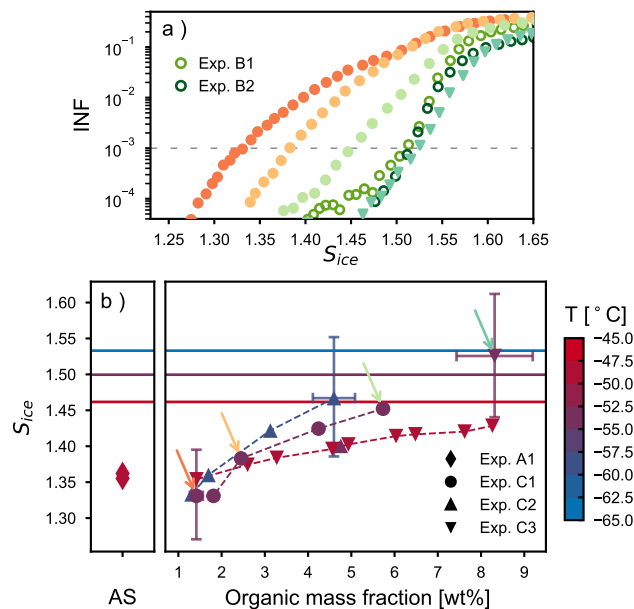 a )
Exp. B1
Exp. B2
INF
10⁻¹
10⁻²
10⁻³
10⁻⁴
1.25 1.30 1.35 1.40 1.45 1.50 1.55 1.60 1.65
S_ice
b )
S_ice
1.60
1.55
1.50
1.45
1.40
1.35
1.30
Exp. A1
Exp. C1
Exp. C2
Exp. C3
AS
1 2 3 4 5 6 7 8 9
Organic mass fraction [wt%]
T [°C]
−45.0
−47.5
−50.0
−52.5
−55.0
−57.5
−60.0
−62.5
−65.0